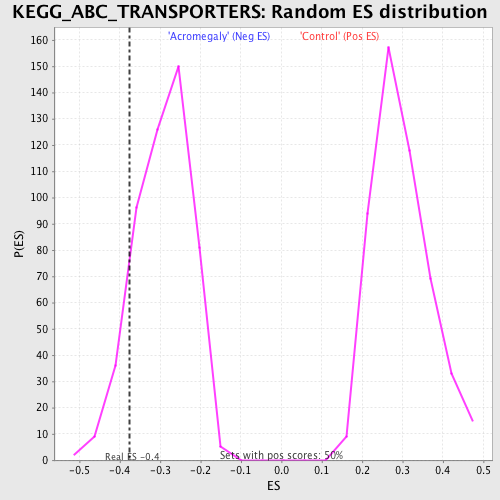 KEGG_ABC_TRANSPORTERS: Random ES distribution
'Acromegaly' (Neg ES) 'Control' (Pos ES)
160
150
140
130
120
110
100
90
80
70
60
50
40
30
20
10
0
P(ES)
Real ES -0.4 Sets with pos scores: 50%
-0.5 -0.4 -0.3 -0.2 -0.1 0.0 0.1 0.2 0.3 0.4 0.5
ES